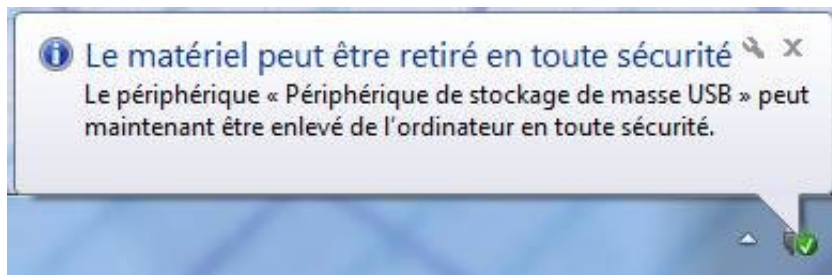 Le matériel peut être retiré en toute sécurité
Le périphérique « Périphérique de stockage de masse USB » peut
maintenant être enlevé de l'ordinateur en toute sécurité.